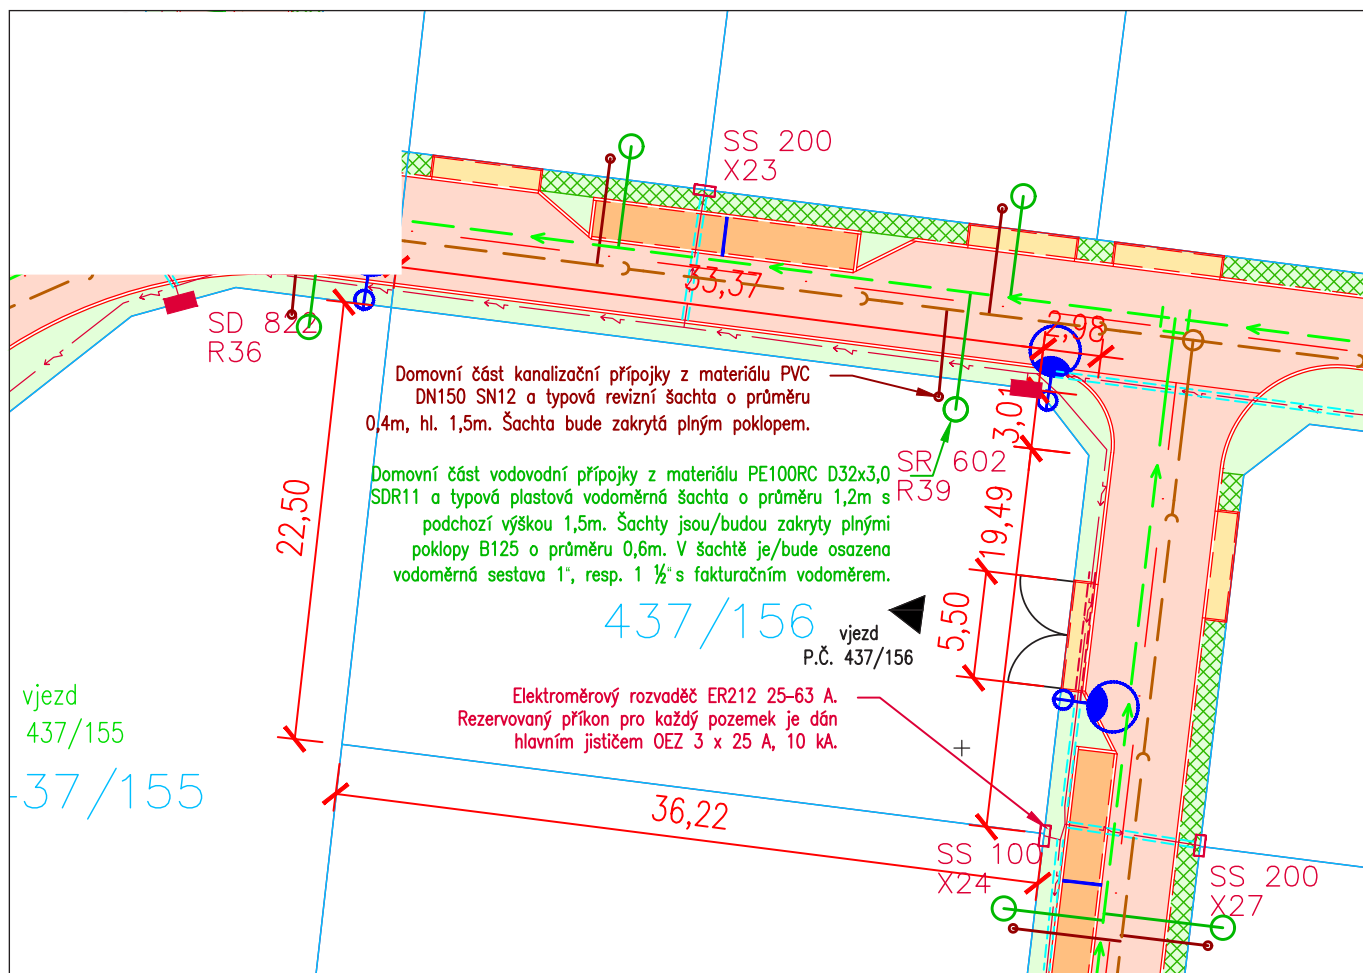 SS 200
X23
33,37
2,98
SD 822
R36
Domovní část kanalizační přípojky z materiálu PVC
DN150 SN12 a typová revizní šachta o průměru
0,4m, hl. 1,5m. Šachta bude zakrytá plným poklopem.
3,01
SR 602
R39
Domovní část vodovodní přípojky z materiálu PE100RC D32x3,0
SDR11 a typová plastová vodoměrná šachta o průměru 1,2m s
podchozí výškou 1,5m. Šachty jsou/budou zakryty plnými
poklopy B125 o průměru 0,6m. V šachtě je/bude osazena
vodoměrná sestava 1", resp. 1 ½" s fakturačním vodoměrem.
22,50
19,49
5,50
437/156
vjezd
P.Č. 437/156
vjezd
437/155
-37/155
Elektroměrový rozvaděč ER212 25-63 A.
Rezervovaný příkon pro každý pozemek je dán
hlavním jističem OEZ 3 x 25 A, 10 kA.
36,22
SS 100
X24
SS 200
X27